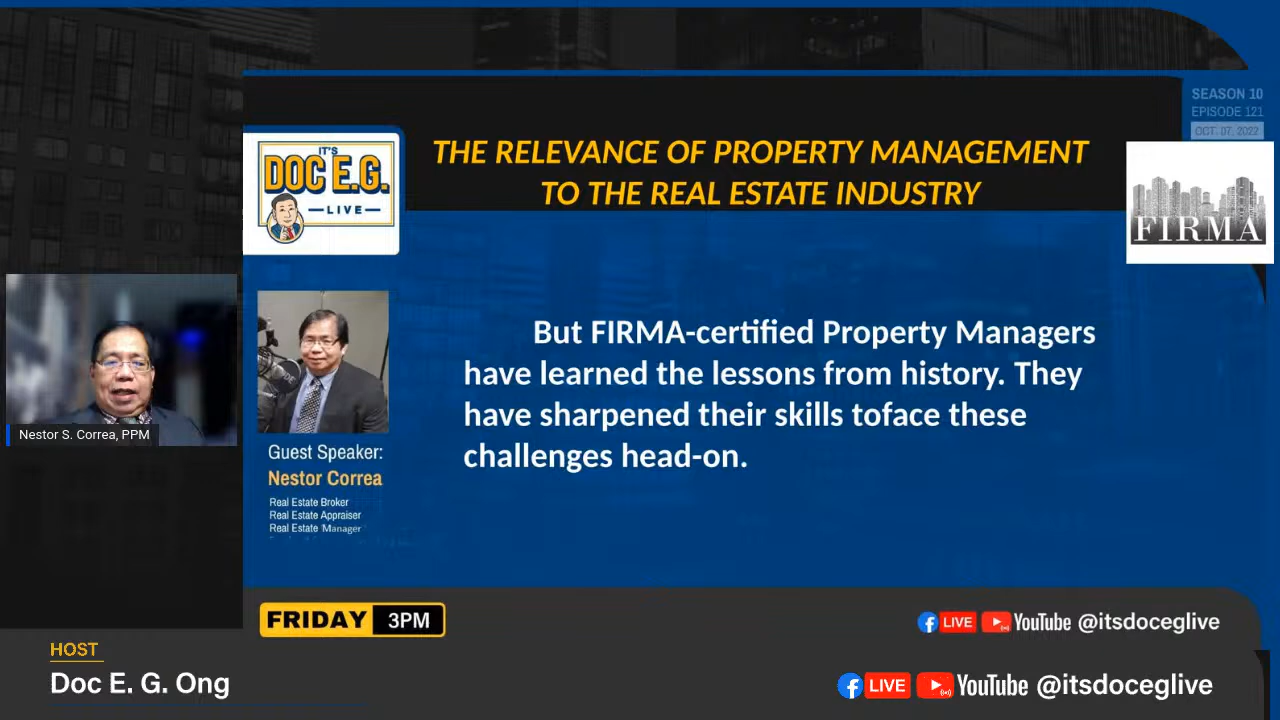 SEASON 10
EPISODE 121
OCT. 07, 2022
IT'S
DOC E.G.
LIVE
THE RELEVANCE OF PROPERTY MANAGEMENT
TO THE REAL ESTATE INDUSTRY
FIRMA
But FIRMA-certified Property Managers
have learned the lessons from history. They
have sharpened their skills toface these
challenges head-on.
Nestor S. Correa, PPM
Guest Speaker:
Nestor Correa
Real Estate Broker
Real Estate Appraiser
Real Estate Manager
FRIDAY 3PM
LIVE YouTube @itsdoceglive
HOST
Doc E. G. Ong
LIVE YouTube @itsdoceglive